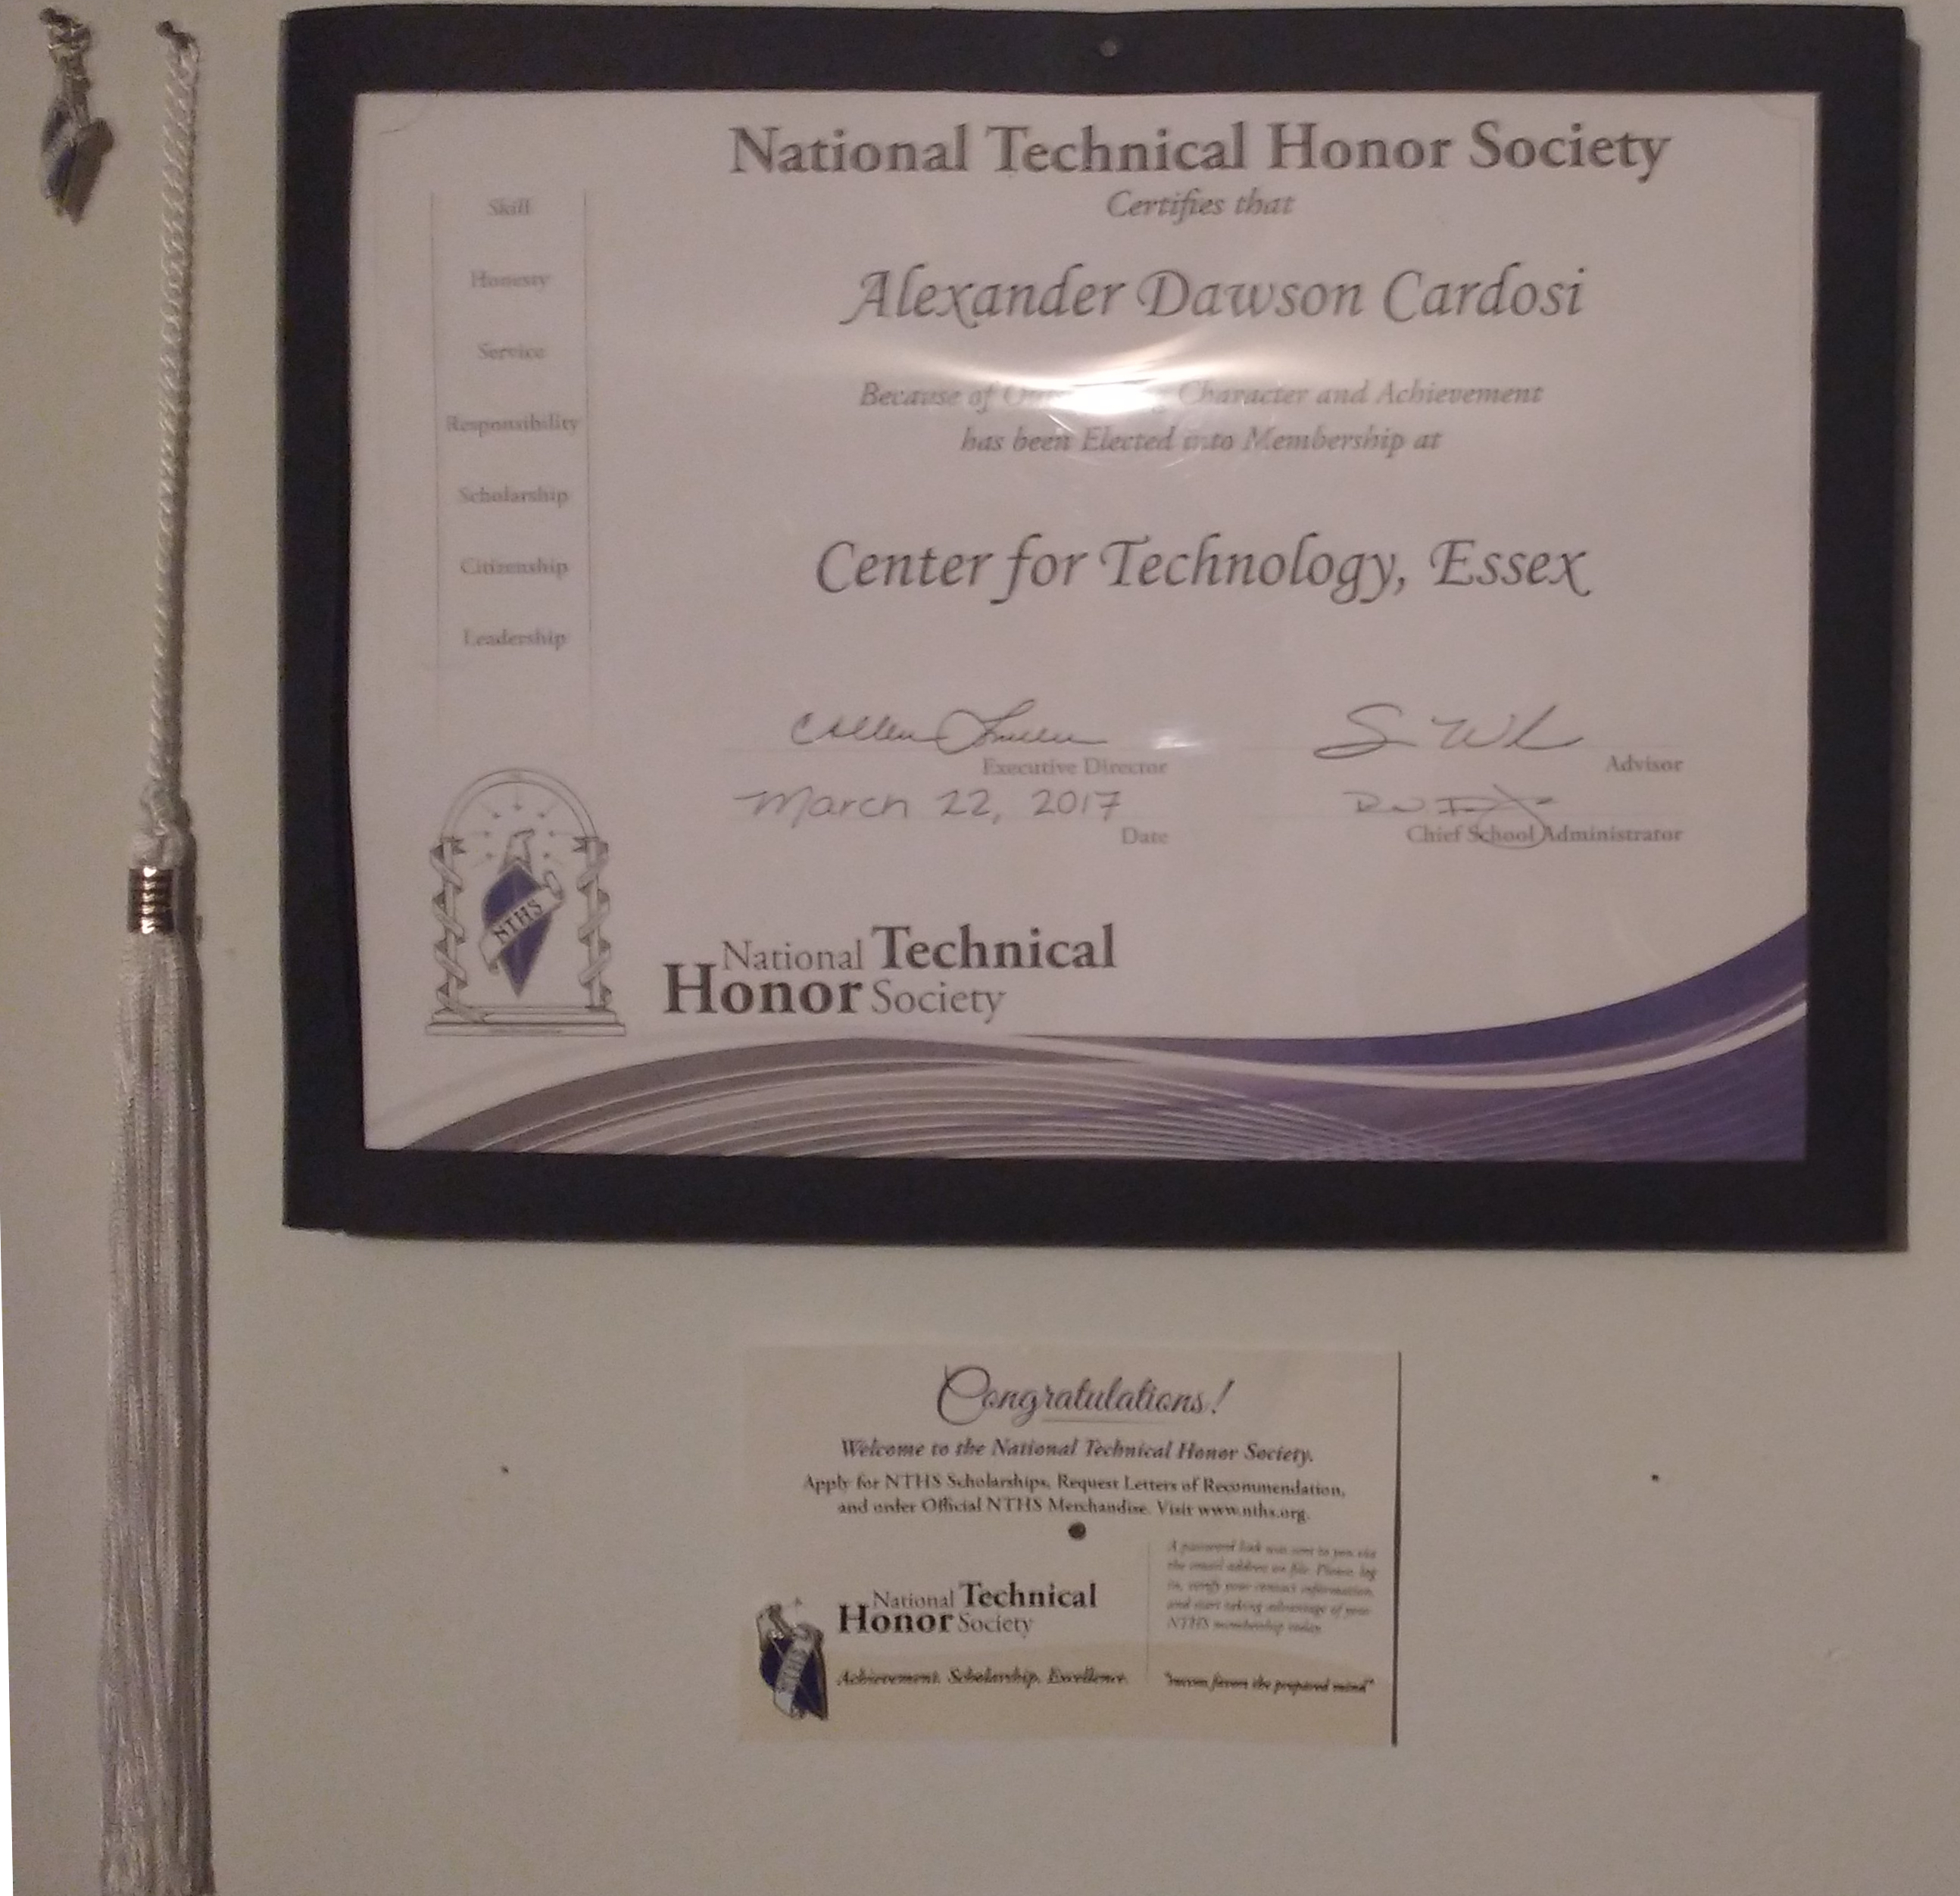 National Technical Honor Society
Certifies that
Alexander Dawson Cardosi
Because of Character and Achievement
has been Elected into Membership at
Center for Technology, Essex
Skill
Honesty
Service
Responsibility
Scholarship
Citizenship
Leadership
Executive Director
Advisor
March 22, 2017
Date
Chief School Administrator
NTHS
National Technical
Honor Society
Congratulations!
Welcome to the National Technical Honor Society.
Apply for NTHS Scholarships, Request Letters of Recommendation,
and order Official NTHS Merchandise. Visit www.nths.org.
National Technical
Honor Society
Achievement. Scholarship. Excellence.
A password link was sent to you via
the email address on file. Please log
in, verify your contact information,
and start taking advantage of your
NTHS membership today.
favors the prepared mind"
NTHS